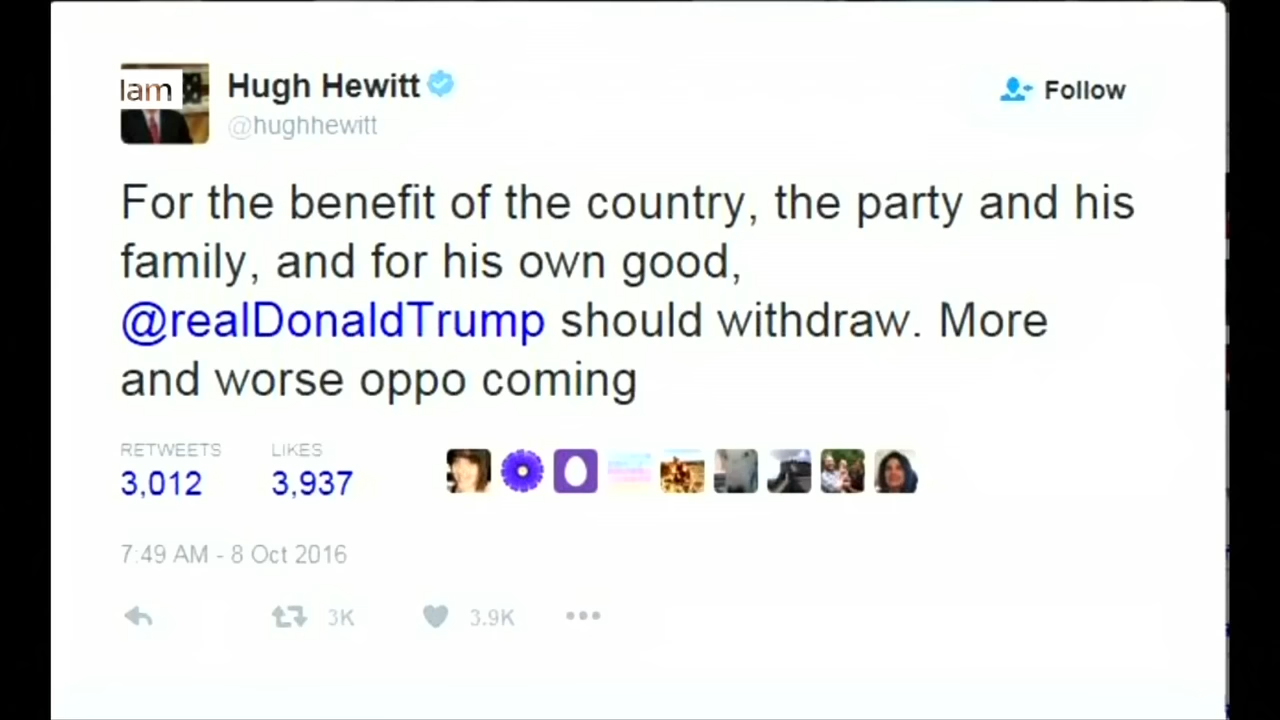 lam
Hugh Hewitt
@hughhewitt
Follow
For the benefit of the country, the party and his
family, and for his own good,
@realDonaldTrump should withdraw. More
and worse oppo coming
RETWEETS LIKES
3,012 3,937
7:49 AM - 8 Oct 2016
3K 3.9K